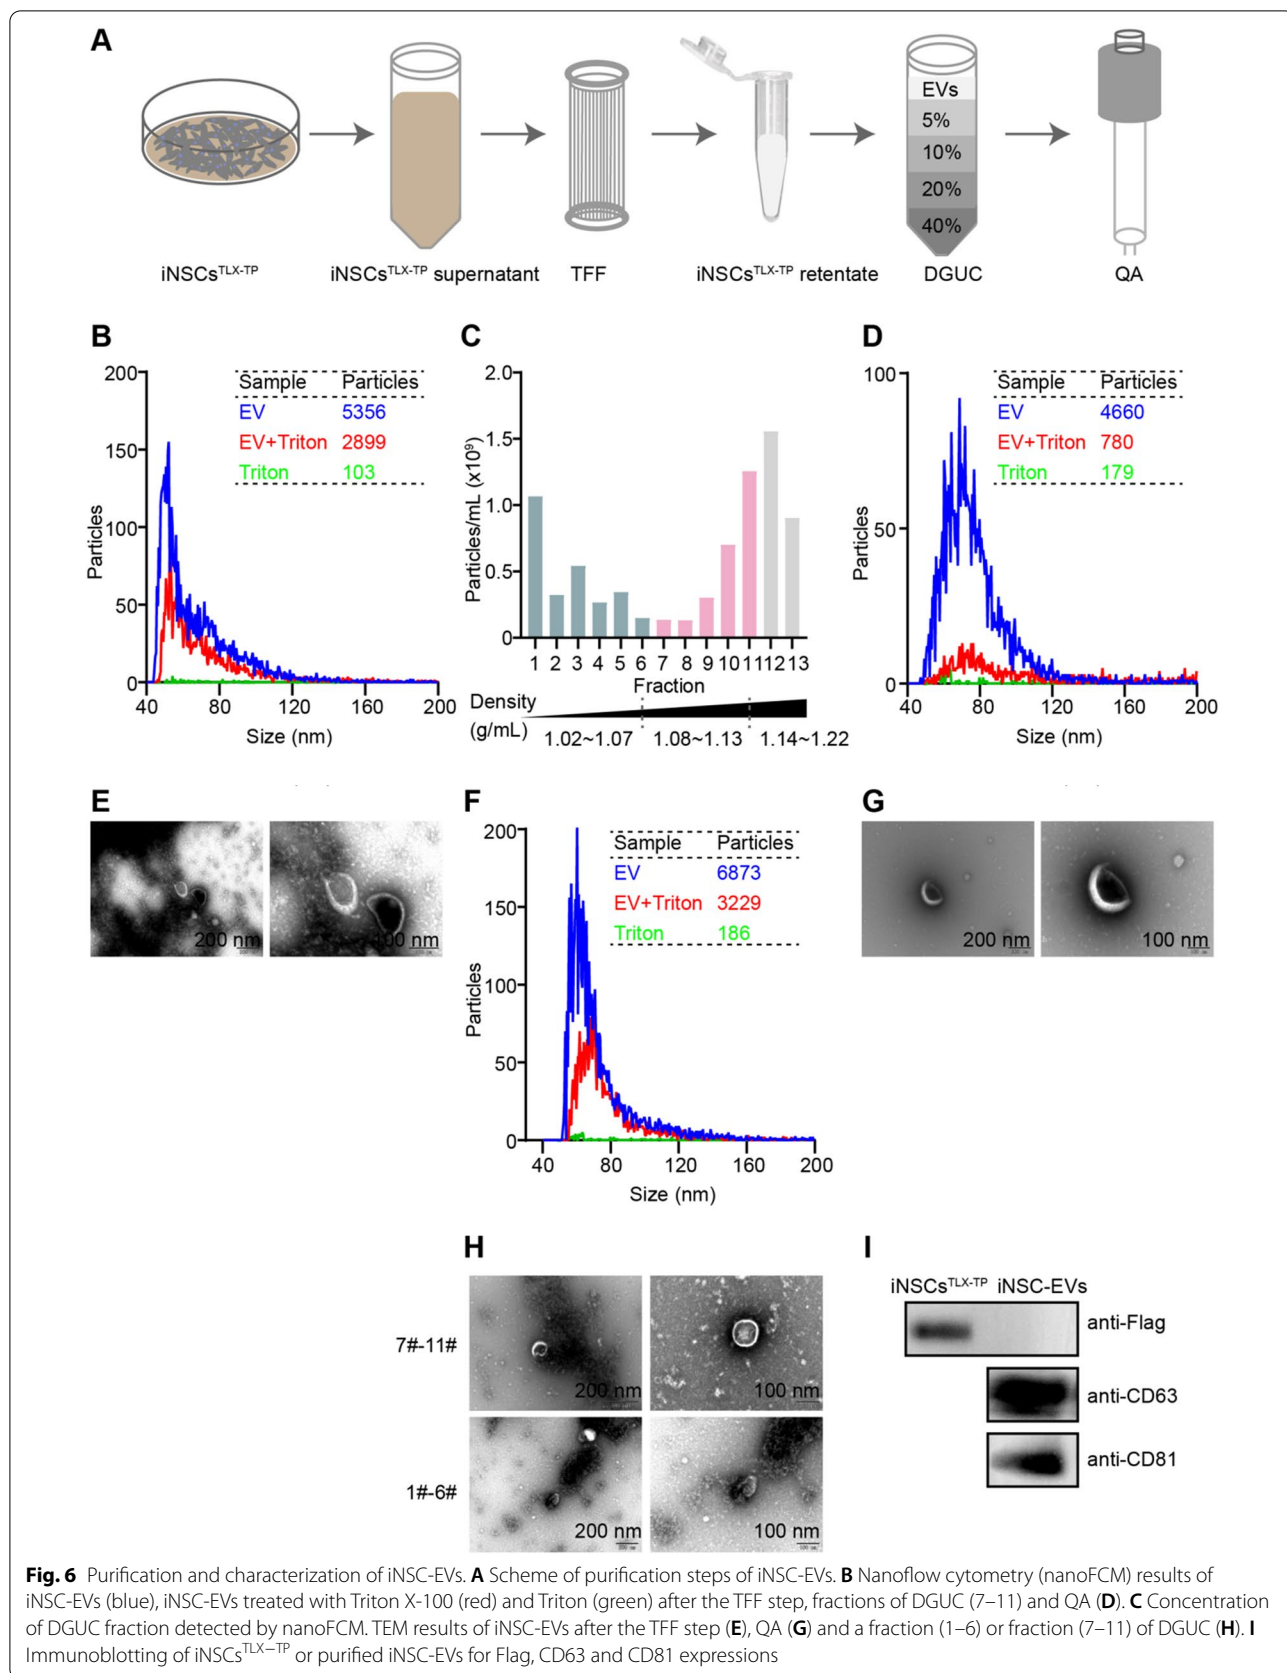 A
EVs
5%
10%
20%
40%
iNSCsTLX-TP
iNSCsTLX-TP supernatant
TFF
iNSCsTLX-TP retentate
DGUC
QA
B
200
150
100
50
0
Particles
Sample Particles
EV 5356
EV+Triton 2899
Triton 103
40 80 120 160 200
Size (nm)
C
2.0
1.5
1.0
0.5
0
Particles/mL (x10⁹)
1 2 3 4 5 6 7 8 9 10 11 12 13
Fraction
Density
(g/mL)
1.02~1.07 1.08~1.13 1.14~1.22
D
100
50
0
Particles
Sample Particles
EV 4660
EV+Triton 780
Triton 179
40 80 120 160 200
Size (nm)
E
200 nm
100 nm
F
200
150
100
50
0
Particles
Sample Particles
EV 6873
EV+Triton 3229
Triton 186
40 80 120 160 200
Size (nm)
G
200 nm
100 nm
H
7#-11#
200 nm
100 nm
1#-6#
200 nm
100 nm
I
iNSCsTLX-TP iNSC-EVs
anti-Flag
anti-CD63
anti-CD81
Fig. 6 Purification and characterization of iNSC-EVs. A Scheme of purification steps of iNSC-EVs. B Nanoflow cytometry (nanoFCM) results of
iNSC-EVs (blue), iNSC-EVs treated with Triton X-100 (red) and Triton (green) after the TFF step, fractions of DGUC (7–11) and QA (D). C Concentration
of DGUC fraction detected by nanoFCM. TEM results of iNSC-EVs after the TFF step (E), QA (G) and a fraction (1–6) or fraction (7–11) of DGUC (H). I
Immunoblotting of iNSCsTLX−TP or purified iNSC-EVs for Flag, CD63 and CD81 expressions